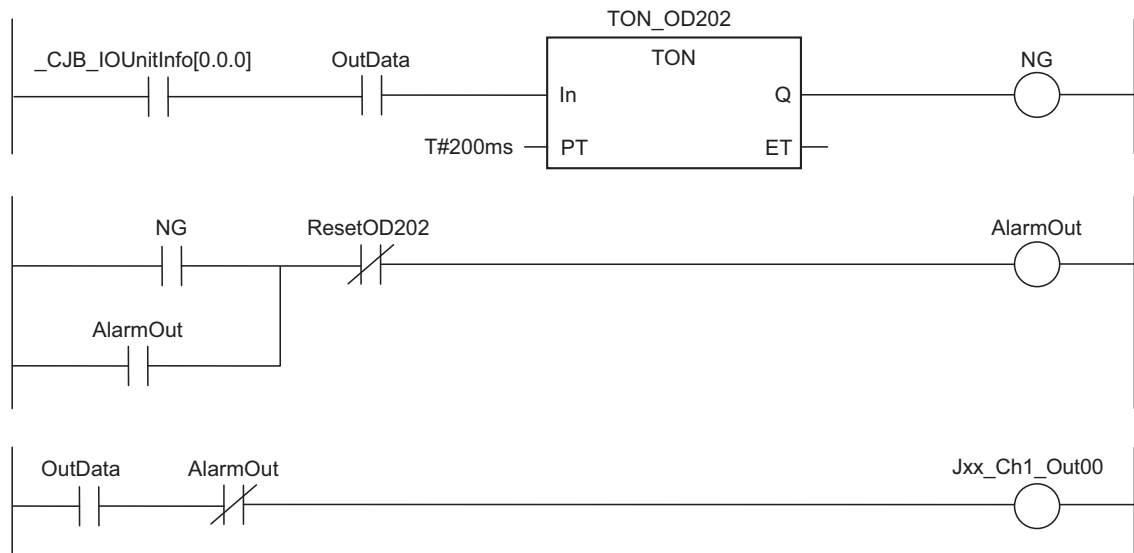 TON_OD202
_CJB_IOUnitInfo[0.0.0] OutData TON NG
In Q
T#200ms PT ET
NG ResetOD202 AlarmOut
AlarmOut
OutData AlarmOut Jxx_Ch1_Out00